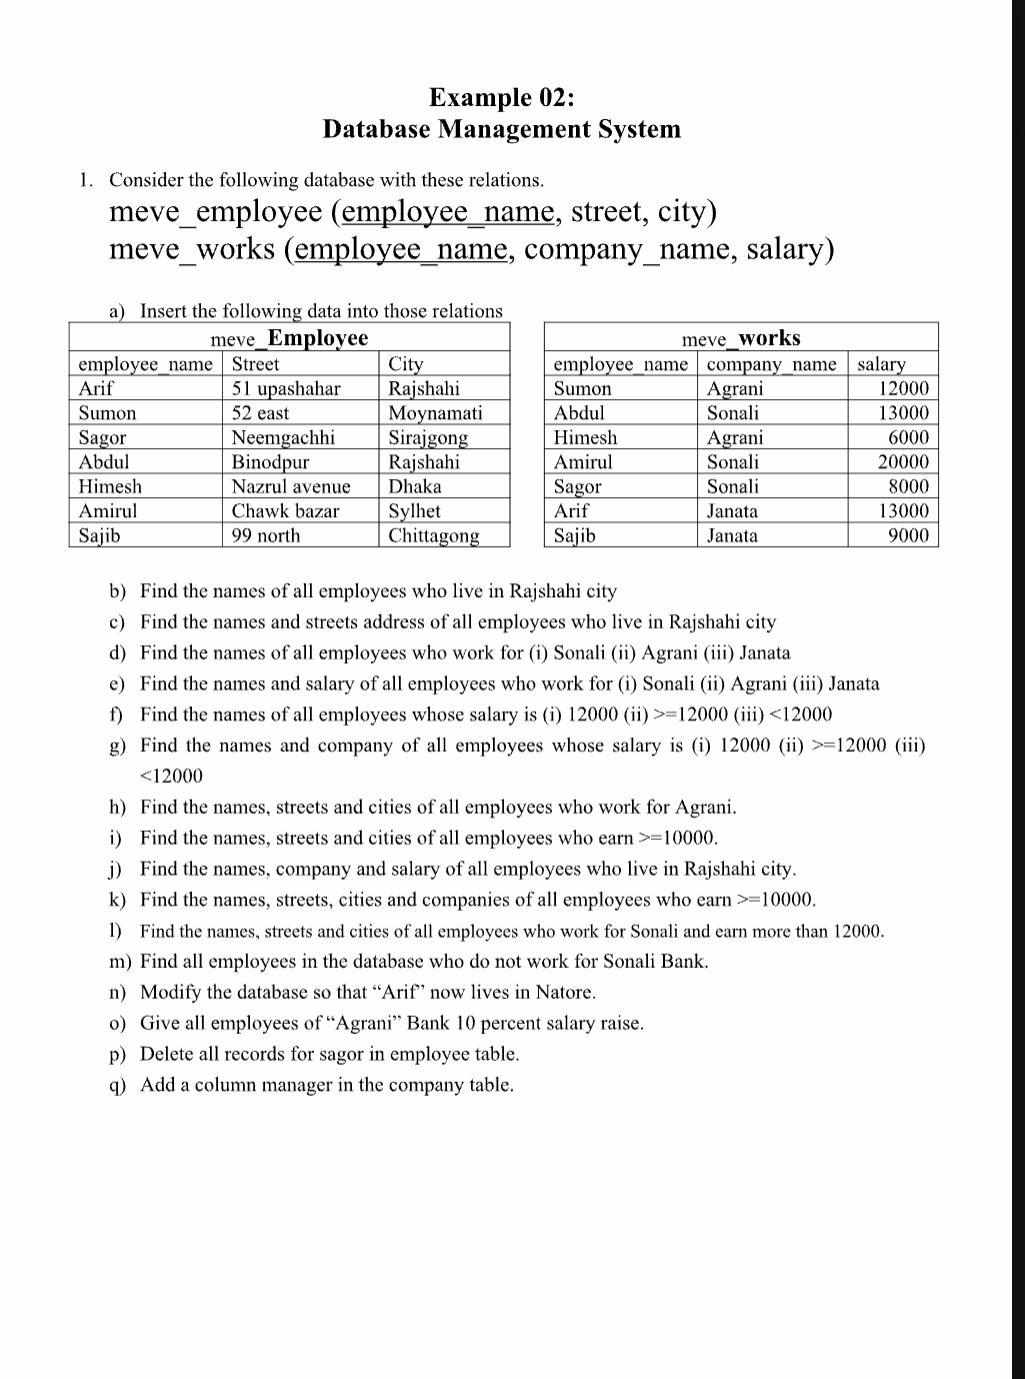 Example 02:
Database Management System
1. Consider the following database with these relations.
meve_employee (employee_name, street, city)
meve_works (employee_name, company_name, salary)
a) Insert the following data into those relations
meve_Employee
employee_name Street City
Arif 51 upashahar Rajshahi
Sumon 52 east Moynamati
Sagor Neemgachhi Sirajgong
Abdul Binodpur Rajshahi
Himesh Nazrul avenue Dhaka
Amirul Chawk bazar Sylhet
Sajib 99 north Chittagong
meve_works
employee_name company_name salary
Sumon Agrani 12000
Abdul Sonali 13000
Himesh Agrani 6000
Amirul Sonali 20000
Sagor Sonali 8000
Arif Janata 13000
Sajib Janata 9000
b) Find the names of all employees who live in Rajshahi city
c) Find the names and streets address of all employees who live in Rajshahi city
d) Find the names of all employees who work for (i) Sonali (ii) Agrani (iii) Janata
e) Find the names and salary of all employees who work for (i) Sonali (ii) Agrani (iii) Janata
f) Find the names of all employees whose salary is (i) 12000 (ii) >=12000 (iii) <12000
g) Find the names and company of all employees whose salary is (i) 12000 (ii) >=12000 (iii)
<12000
h) Find the names, streets and cities of all employees who work for Agrani.
i) Find the names, streets and cities of all employees who earn >=10000.
j) Find the names, company and salary of all employees who live in Rajshahi city.
k) Find the names, streets, cities and companies of all employees who earn >=10000.
l) Find the names, streets and cities of all employees who work for Sonali and earn more than 12000.
m) Find all employees in the database who do not work for Sonali Bank.
n) Modify the database so that “Arif” now lives in Natore.
o) Give all employees of “Agrani” Bank 10 percent salary raise.
p) Delete all records for sagor in employee table.
q) Add a column manager in the company table.